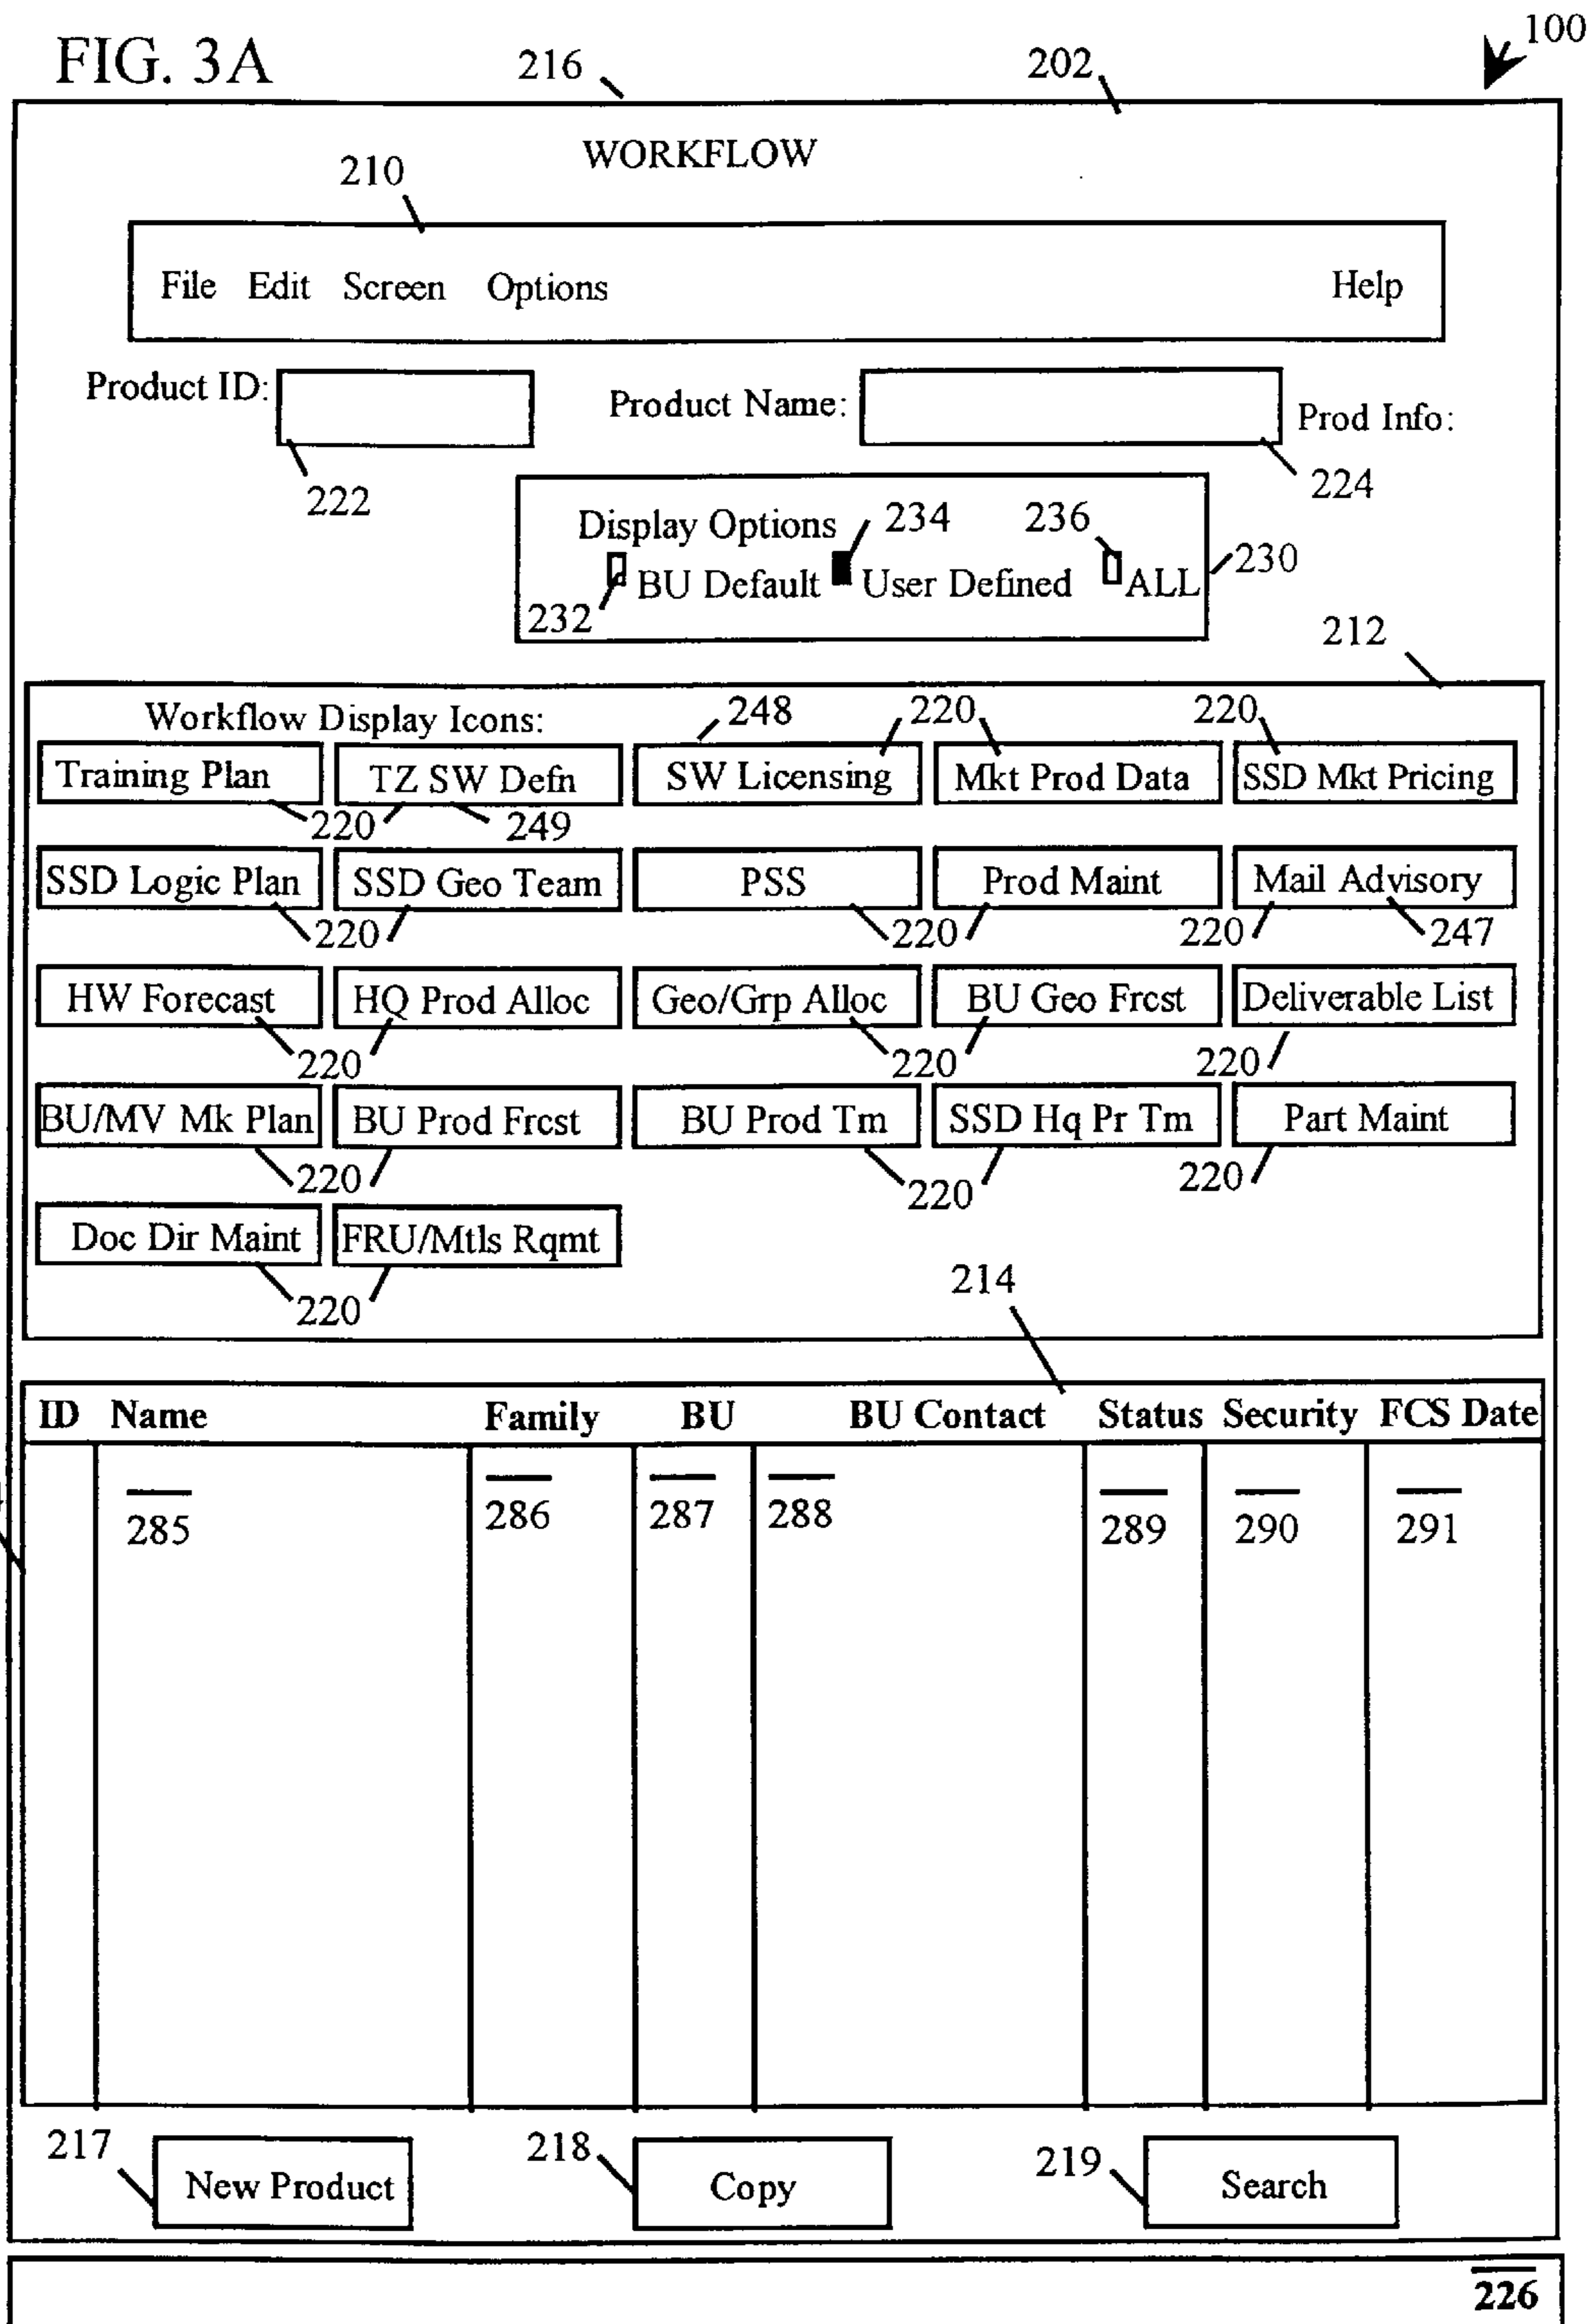 100
FIG. 3A 216 202
WORKFLOW
210
File Edit Screen Options Help
Product ID: Product Name: Prod Info:
222 224
Display Options 234 236
BU Default User Defined ALL 230
232
212
Workflow Display Icons: 248 220 220
Training Plan TZ SW Defn SW Licensing Mkt Prod Data SSD Mkt Pricing
220 249
SSD Logic Plan SSD Geo Team PSS Prod Maint Mail Advisory
220 220 220 247
HW Forecast HQ Prod Alloc Geo/Grp Alloc BU Geo Frcst Deliverable List
220 220 220
BU/MV Mk Plan BU Prod Frcst BU Prod Tm SSD Hq Pr Tm Part Maint
220 220 220
Doc Dir Maint FRU/Mtls Rqmt
220
214
ID Name Family BU BU Contact Status Security FCS Date
285 286 287 288 289 290 291
217 218 219
New Product Copy Search
226